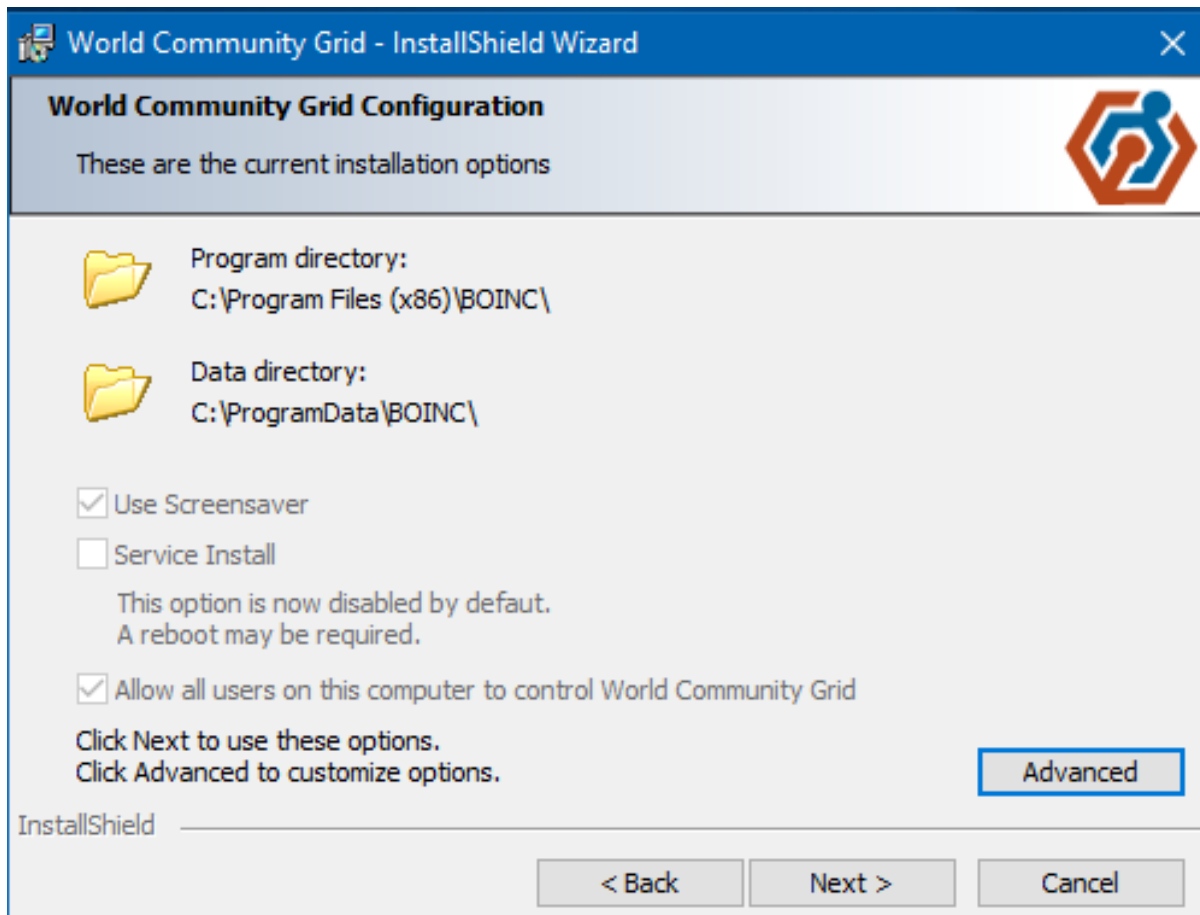 World Community Grid - InstallShield Wizard
World Community Grid Configuration
These are the current installation options
Program directory:
C:\Program Files (x86)\BOINC\
Data directory:
C:\ProgramData\BOINC\
Use Screensaver
Service Install
This option is now disabled by defaut.
A reboot may be required.
Allow all users on this computer to control World Community Grid
Click Next to use these options.
Click Advanced to customize options.
Advanced
InstallShield
< Back
Next >
Cancel